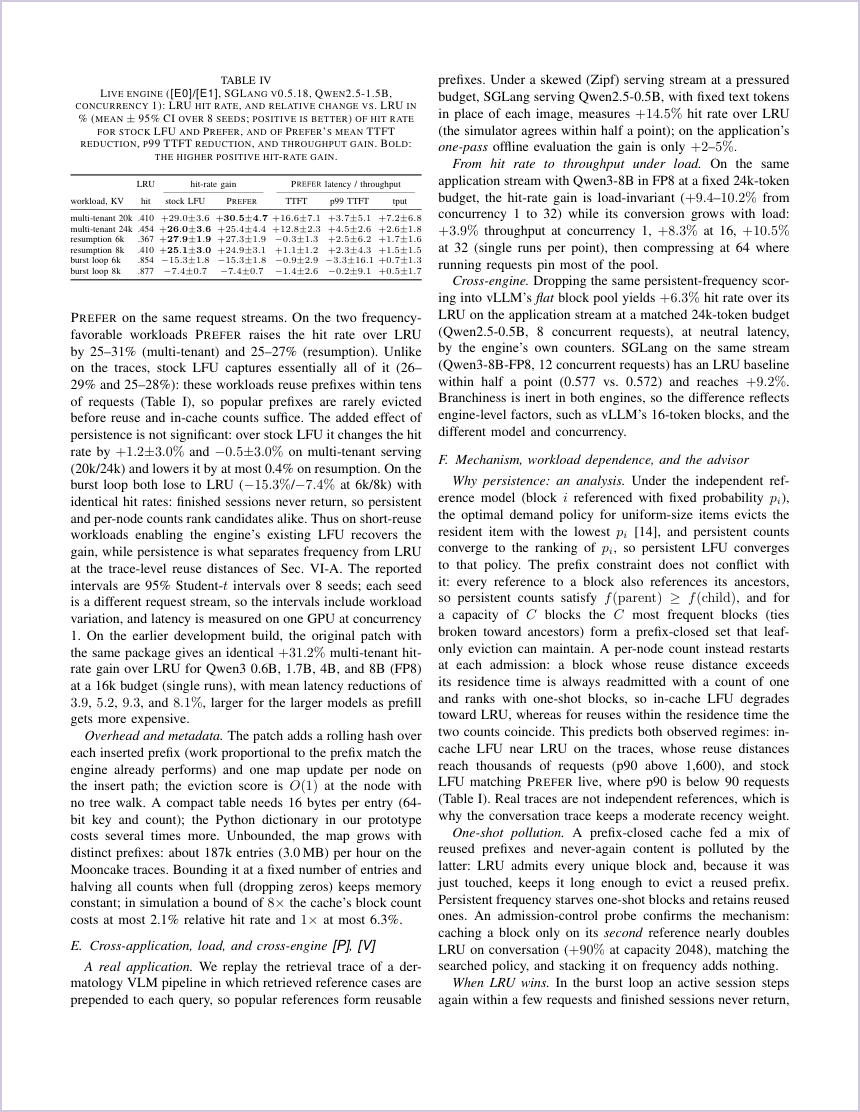 TABLE IV
LIVE ENGINE ([E0]/[E1], SGLANG V0.5.18, QWEN2.5-1.5B,
CONCURRENCY 1): LRU HIT RATE, AND RELATIVE CHANGE VS. LRU IN
% (MEAN ± 95% CI OVER 8 SEEDS; POSITIVE IS BETTER) OF HIT RATE
FOR STOCK LFU AND PREFER, AND OF PREFER'S MEAN TTFT
REDUCTION, P99 TTFT REDUCTION, AND THROUGHPUT GAIN. BOLD:
THE HIGHER POSITIVE HIT-RATE GAIN.
LRU hit-rate gain PREFER latency / throughput
workload, KV hit stock LFU PREFER TTFT p99 TTFT tput
multi-tenant 20k .410 +29.0±3.6 +30.5±4.7 +16.6±7.1 +3.7±5.1 +7.2±6.8
multi-tenant 24k .454 +26.0±3.6 +25.4±4.4 +12.8±2.3 +4.5±2.6 +2.6±1.8
resumption 6k .367 +27.9±1.9 +27.3±1.9 −0.3±1.3 +2.5±6.2 +1.7±1.6
resumption 8k .410 +25.1±3.0 +24.9±3.1 +1.1±1.2 +2.3±4.3 +1.5±1.5
burst loop 6k .854 −15.3±1.8 −15.3±1.8 −0.9±2.9 −3.3±16.1 +0.7±1.3
burst loop 8k .877 −7.4±0.7 −7.4±0.7 −1.4±2.6 −0.2±9.1 +0.5±1.7
PREFER on the same request streams. On the two frequency-
favorable workloads PREFER raises the hit rate over LRU
by 25–31% (multi-tenant) and 25–27% (resumption). Unlike
on the traces, stock LFU captures essentially all of it (26–
29% and 25–28%): these workloads reuse prefixes within tens
of requests (Table I), so popular prefixes are rarely evicted
before reuse and in-cache counts suffice. The added effect of
persistence is not significant: over stock LFU it changes the hit
rate by +1.2±3.0% and −0.5±3.0% on multi-tenant serving
(20k/24k) and lowers it by at most 0.4% on resumption. On the
burst loop both lose to LRU (−15.3%/−7.4% at 6k/8k) with
identical hit rates: finished sessions never return, so persistent
and per-node counts rank candidates alike. Thus on short-reuse
workloads enabling the engine's existing LFU recovers the
gain, while persistence is what separates frequency from LRU
at the trace-level reuse distances of Sec. VI-A. The reported
intervals are 95% Student-t intervals over 8 seeds; each seed
is a different request stream, so the intervals include workload
variation, and latency is measured on one GPU at concurrency
1. On the earlier development build, the original patch with
the same package gives an identical +31.2% multi-tenant hit-
rate gain over LRU for Qwen3 0.6B, 1.7B, 4B, and 8B (FP8)
at a 16k budget (single runs), with mean latency reductions of
3.9, 5.2, 9.3, and 8.1%, larger for the larger models as prefill
gets more expensive.
Overhead and metadata. The patch adds a rolling hash over
each inserted prefix (work proportional to the prefix match the
engine already performs) and one map update per node on
the insert path; the eviction score is O(1) at the node with
no tree walk. A compact table needs 16 bytes per entry (64-
bit key and count); the Python dictionary in our prototype
costs several times more. Unbounded, the map grows with
distinct prefixes: about 187k entries (3.0 MB) per hour on the
Mooncake traces. Bounding it at a fixed number of entries and
halving all counts when full (dropping zeros) keeps memory
constant; in simulation a bound of 8× the cache's block count
costs at most 2.1% relative hit rate and 1× at most 6.3%.
E. Cross-application, load, and cross-engine [P], [V]
A real application. We replay the retrieval trace of a der-
matology VLM pipeline in which retrieved reference cases are
prepended to each query, so popular references form reusable
prefixes. Under a skewed (Zipf) serving stream at a pressured
budget, SGLang serving Qwen2.5-0.5B, with fixed text tokens
in place of each image, measures +14.5% hit rate over LRU
(the simulator agrees within half a point); on the application's
one-pass offline evaluation the gain is only +2–5%.
From hit rate to throughput under load. On the same
application stream with Qwen3-8B in FP8 at a fixed 24k-token
budget, the hit-rate gain is load-invariant (+9.4–10.2% from
concurrency 1 to 32) while its conversion grows with load:
+3.9% throughput at concurrency 1, +8.3% at 16, +10.5%
at 32 (single runs per point), then compressing at 64 where
running requests pin most of the pool.
Cross-engine. Dropping the same persistent-frequency scor-
ing into vLLM's flat block pool yields +6.3% hit rate over its
LRU on the application stream at a matched 24k-token budget
(Qwen2.5-0.5B, 8 concurrent requests), at neutral latency,
by the engine's own counters. SGLang on the same stream
(Qwen3-8B-FP8, 12 concurrent requests) has an LRU baseline
within half a point (0.577 vs. 0.572) and reaches +9.2%.
Branchiness is inert in both engines, so the difference reflects
engine-level factors, such as vLLM's 16-token blocks, and the
different model and concurrency.
F. Mechanism, workload dependence, and the advisor
Why persistence: an analysis. Under the independent ref-
erence model (block i referenced with fixed probability pᵢ),
the optimal demand policy for uniform-size items evicts the
resident item with the lowest pᵢ [14], and persistent counts
converge to the ranking of pᵢ, so persistent LFU converges
to that policy. The prefix constraint does not conflict with
it: every reference to a block also references its ancestors,
so persistent counts satisfy f(parent) ≥ f(child), and for
a capacity of C blocks the C most frequent blocks (ties
broken toward ancestors) form a prefix-closed set that leaf-
only eviction can maintain. A per-node count instead restarts
at each admission: a block whose reuse distance exceeds
its residence time is always readmitted with a count of one
and ranks with one-shot blocks, so in-cache LFU degrades
toward LRU, whereas for reuses within the residence time the
two counts coincide. This predicts both observed regimes: in-
cache LFU near LRU on the traces, whose reuse distances
reach thousands of requests (p90 above 1,600), and stock
LFU matching PREFER live, where p90 is below 90 requests
(Table I). Real traces are not independent references, which is
why the conversation trace keeps a moderate recency weight.
One-shot pollution. A prefix-closed cache fed a mix of
reused prefixes and never-again content is polluted by the
latter: LRU admits every unique block and, because it was
just touched, keeps it long enough to evict a reused prefix.
Persistent frequency starves one-shot blocks and retains reused
ones. An admission-control probe confirms the mechanism:
caching a block only on its second reference nearly doubles
LRU on conversation (+90% at capacity 2048), matching the
searched policy, and stacking it on frequency adds nothing.
When LRU wins. In the burst loop an active session steps
again within a few requests and finished sessions never return,